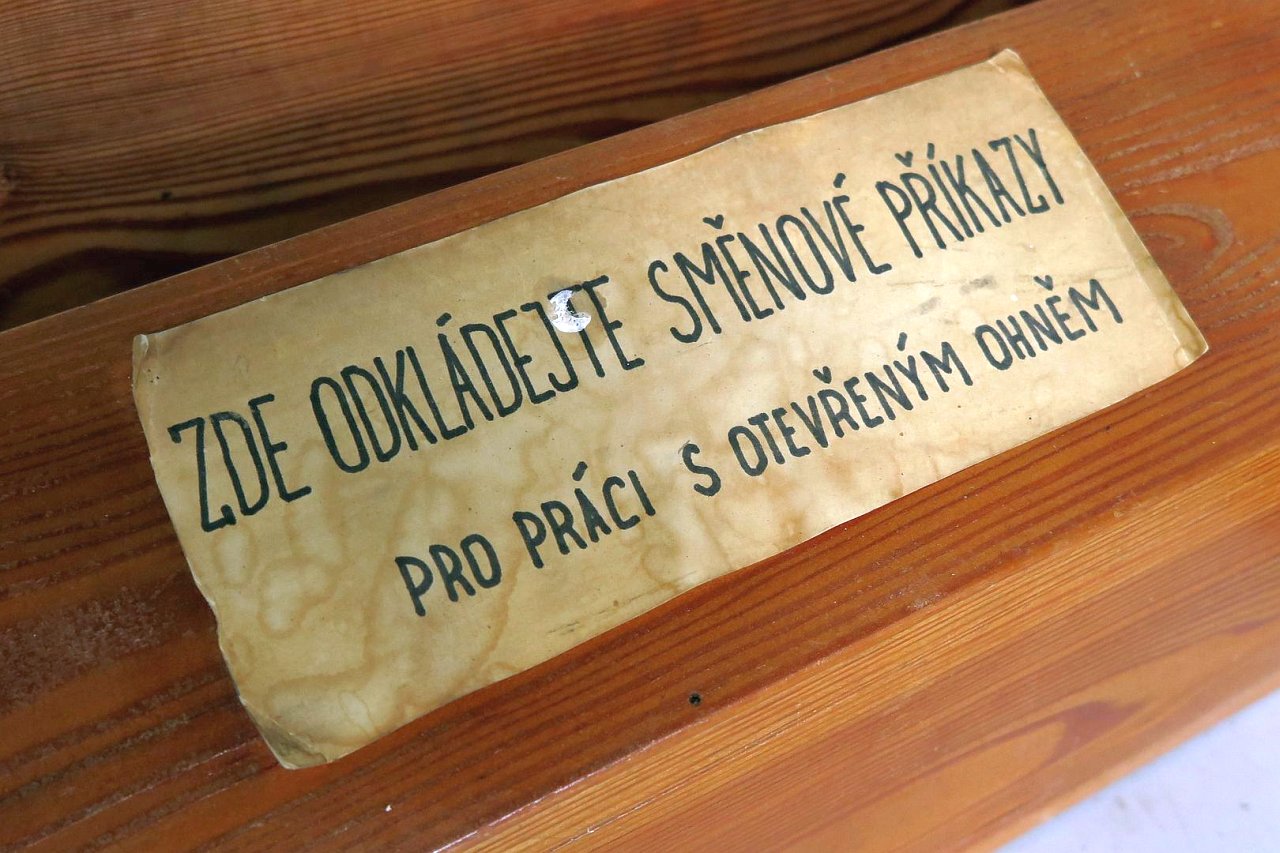 ZDE ODKLÁDEJTE SMĚNOVÉ PŘÍKAZY
PRO PRÁCI S OTEVŘENÝM OHNĚM